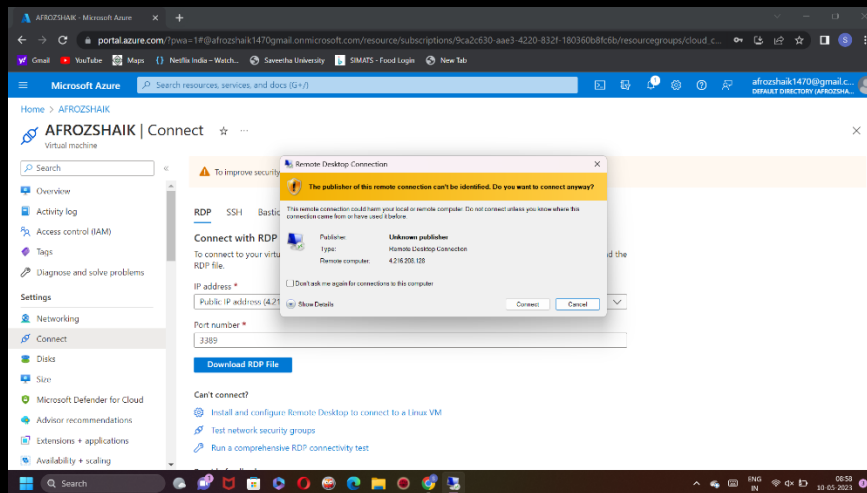 AFROZSHAIK - Microsoft Azure
portal.azure.com/?pwa=1#@afrozshaik1470gmail.onmicrosoft.com/resource/subscriptions/9ca2c630-aae3-4220-832f-180360b8fc6b/resourcegroups/cloud_c...
Gmail YouTube Maps Netflix India – Watch... Saveetha University SIMATS - Food Login New Tab
Microsoft Azure Search resources, services, and docs (G+/) 1 afrozshaik1470@gmail.c...
DEFAULT DIRECTORY (AFROZSHA...
Home > AFROZSHAIK
AFROZSHAIK | Connect
Virtual machine
Search
Overview
Activity log
Access control (IAM)
Tags
Diagnose and solve problems
Settings
Networking
Connect
Disks
Size
Microsoft Defender for Cloud
Advisor recommendations
Extensions + applications
Availability + scaling
To improve security
RDP SSH Bastic
Connect with RDP
To connect to your virtu
d the
RDP file.
IP address *
Public IP address (4.21
Port number *
3389
Download RDP File
Can't connect?
Install and configure Remote Desktop to connect to a Linux VM
Test network security groups
Run a comprehensive RDP connectivity test
Remote Desktop Connection
The publisher of this remote connection can't be identified. Do you want to connect anyway?
This remote connection could harm your local or remote computer. Do not connect unless you know where this
connection came from or have used it before.
Publisher: Unknown publisher
Type: Remote Desktop Connection
Remote computer: 4.216.208.128
Don't ask me again for connections to this computer
Show Details Connect Cancel
Search
ENG
IN
08:58
10-05-2023